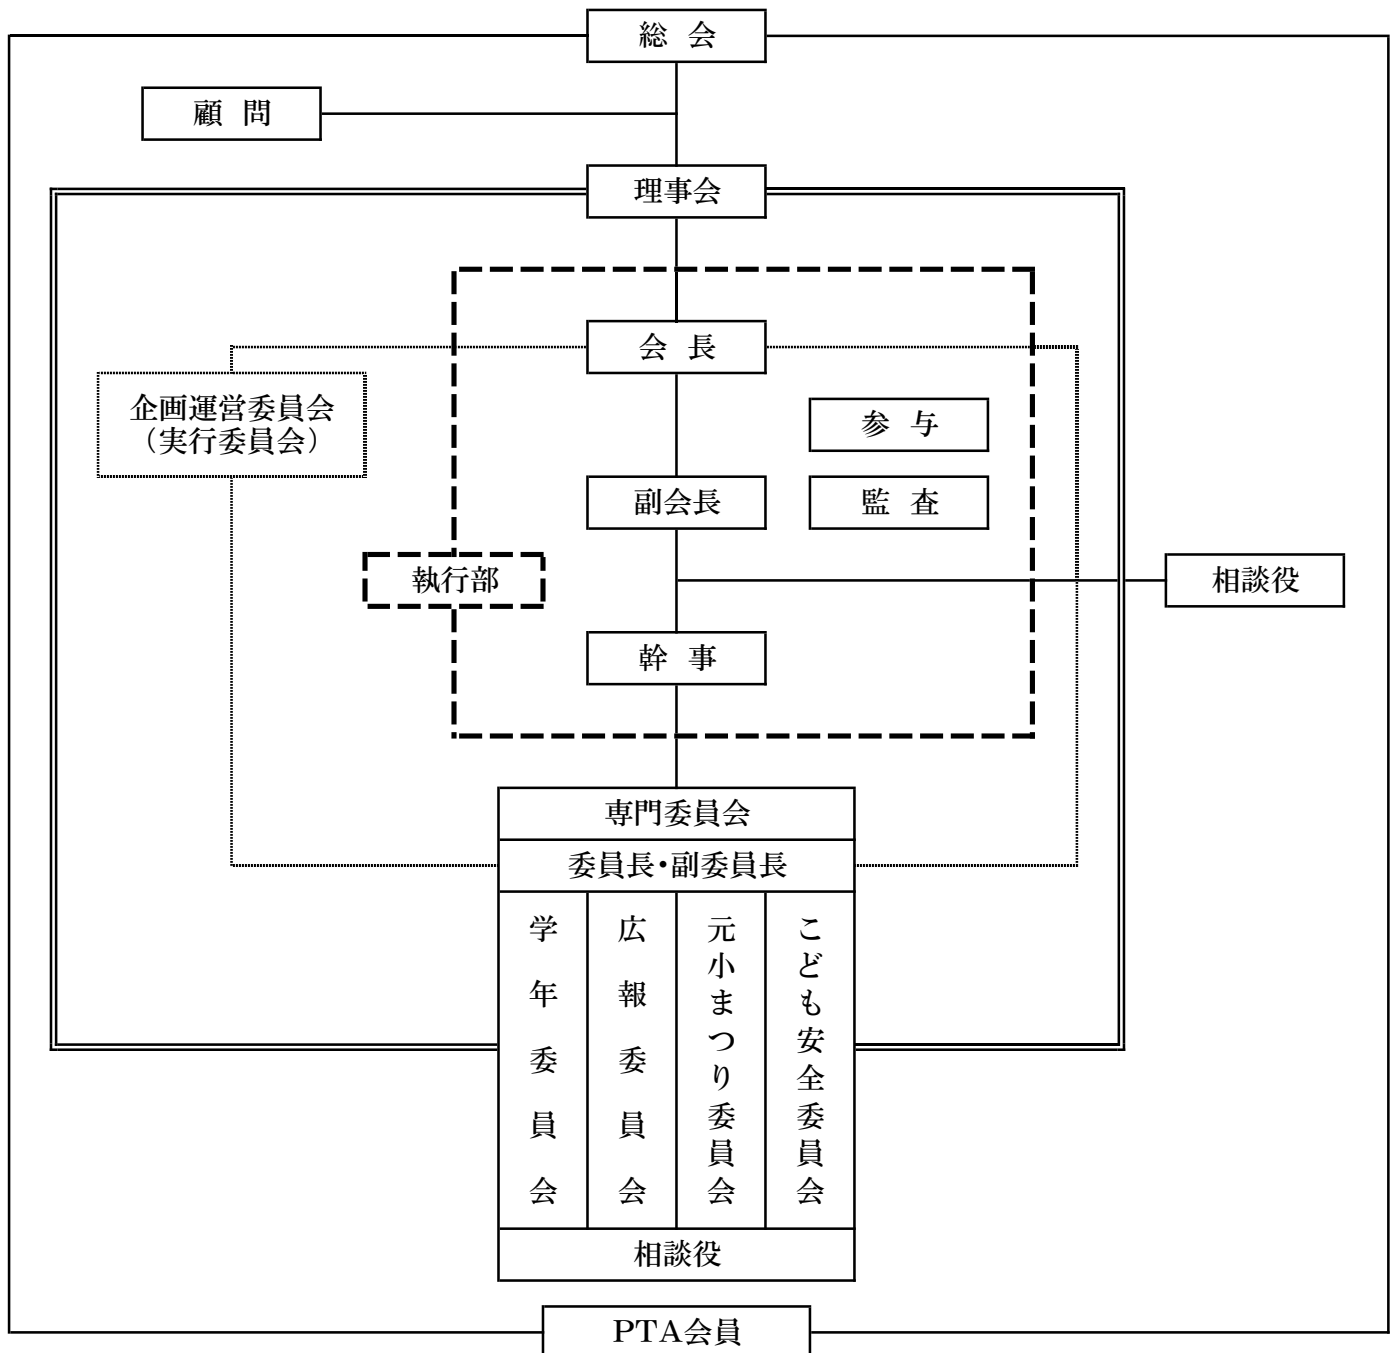 総 会
顧 問
理事会
会 長
企画運営委員会
（実行委員会）
参 与
副会長
監 査
執行部
相談役
幹 事
専門委員会
委員長・副委員長
学年委員会
広報委員会
元小まつり委員会
こども安全委員会
相談役
PTA会員